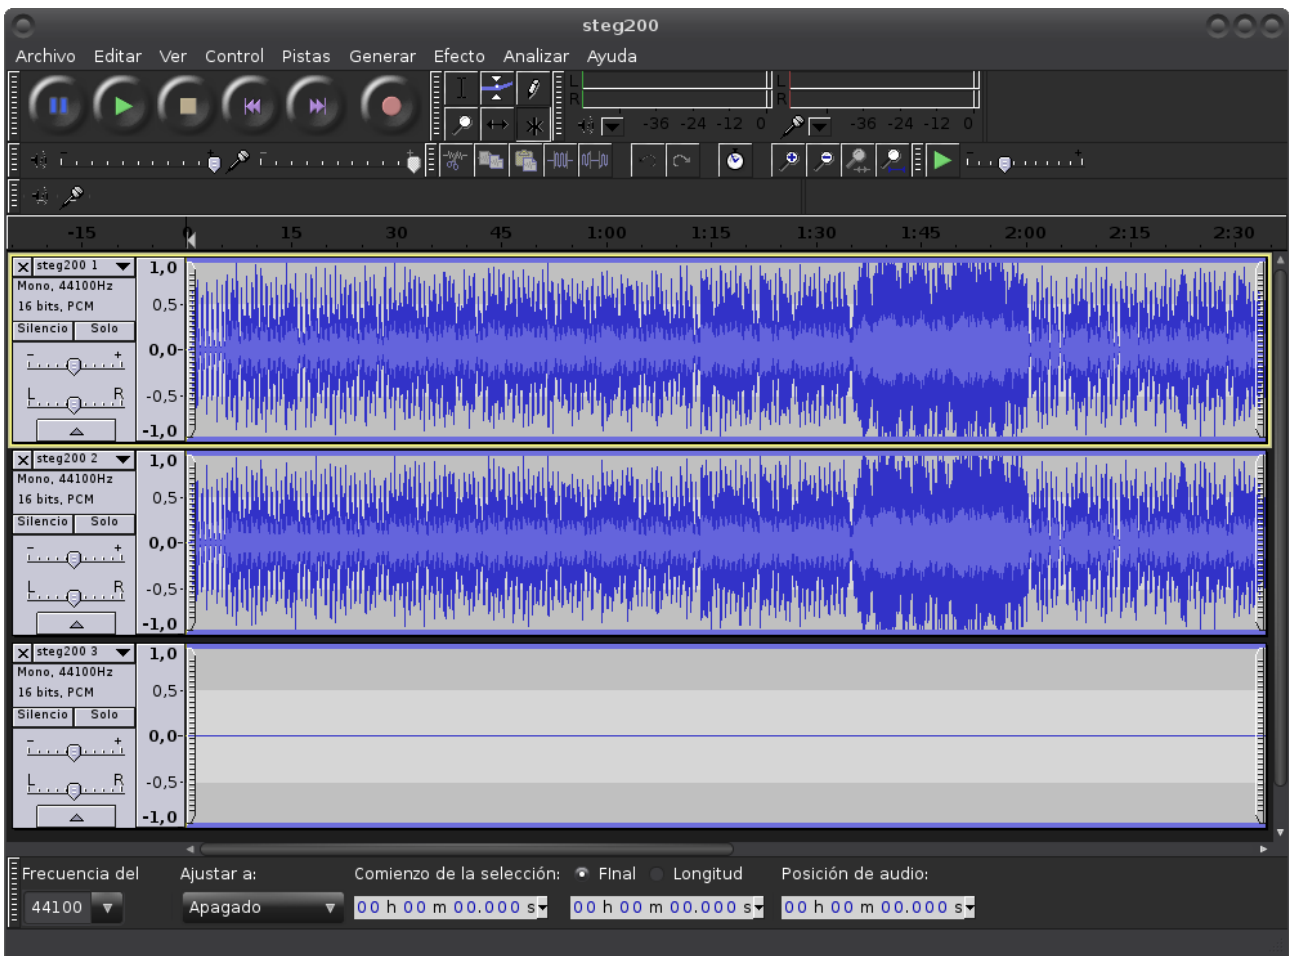 steg200
Archivo Editar Ver Control Pistas Generar Efecto Analizar Ayuda
L L
R R
-36 -24 -12 0 -36 -24 -12 0
- + - + - +
-15 0 15 30 45 1:00 1:15 1:30 1:45 2:00 2:15 2:30
steg200 1
Mono, 44100Hz
16 bits, PCM
Silencio Solo
- +
L R
1,0
0,5
0,0
-0,5
-1,0
steg200 2
Mono, 44100Hz
16 bits, PCM
Silencio Solo
- +
L R
1,0
0,5
0,0
-0,5
-1,0
steg200 3
Mono, 44100Hz
16 bits, PCM
Silencio Solo
- +
L R
1,0
0,5
0,0
-0,5
-1,0
Frecuencia del Ajustar a: Comienzo de la selección: FInal Longitud Posición de audio:
44100 Apagado 00 h 00 m 00.000 s 00 h 00 m 00.000 s 00 h 00 m 00.000 s